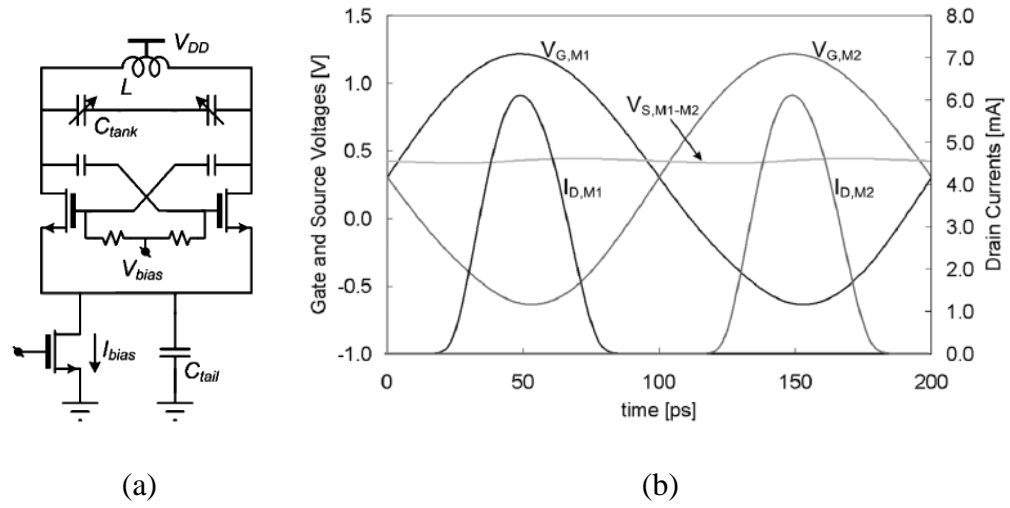 V_DD
L
C_tank
V_bias
I_bias
C_tail
(a)
Gate and Source Voltages [V]
1.5
1.0
0.5
0.0
-0.5
-1.0
V_G,M1
V_G,M2
V_S,M1-M2
I_D,M1
I_D,M2
8.0
7.0
6.0
5.0
4.0
3.0
2.0
1.0
0.0
Drain Currents [mA]
0 50 100 150 200
time [ps]
(b)